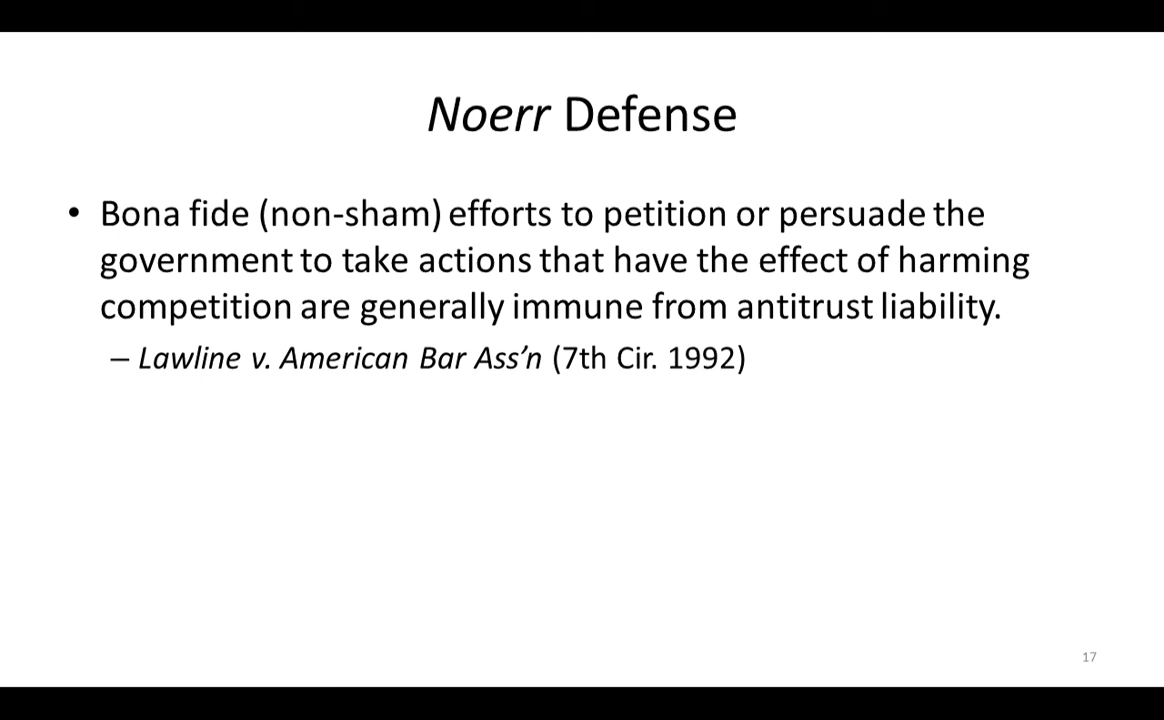 Noerr Defense
• Bona fide (non-sham) efforts to petition or persuade the
government to take actions that have the effect of harming
competition are generally immune from antitrust liability.
– Lawline v. American Bar Ass’n (7th Cir. 1992)
17